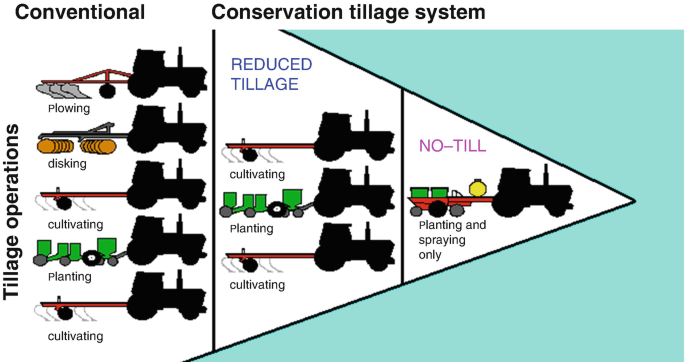 Conventional
Conservation tillage system
Tillage operations
Plowing
disking
cultivating
Planting
cultivating
REDUCED
TILLAGE
cultivating
Planting
cultivating
NO–TILL
Planting and
spraying
only